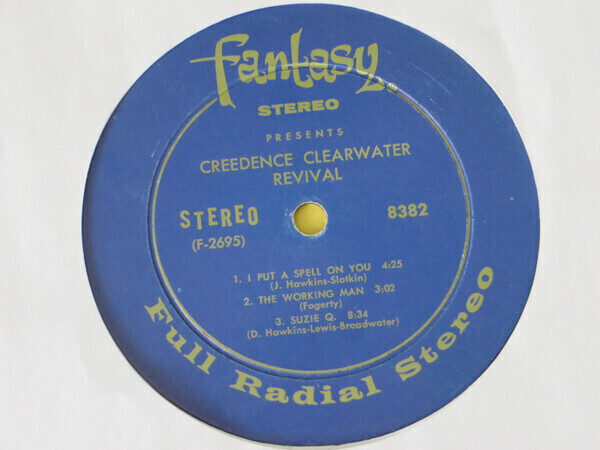 Fantasy
STEREO
PRESENTS
CREEDENCE CLEARWATER
REVIVAL
STEREO 8382
(F-2695)
1. I PUT A SPELL ON YOU 4:25
(J. Hawkins-Slotkin)
2. THE WORKING MAN 3:02
(Fogerty)
3. SUZIE Q. 8:34
(D. Hawkins-Lewis-Broadwater)
Full Radial Stereo